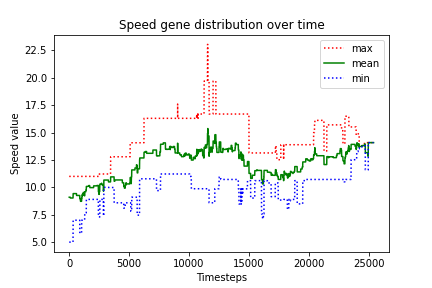 Speed gene distribution over time
22.5
20.0
17.5
15.0
12.5
10.0
7.5
5.0
Speed value
max
mean
min
0 5000 10000 15000 20000 25000
Timesteps